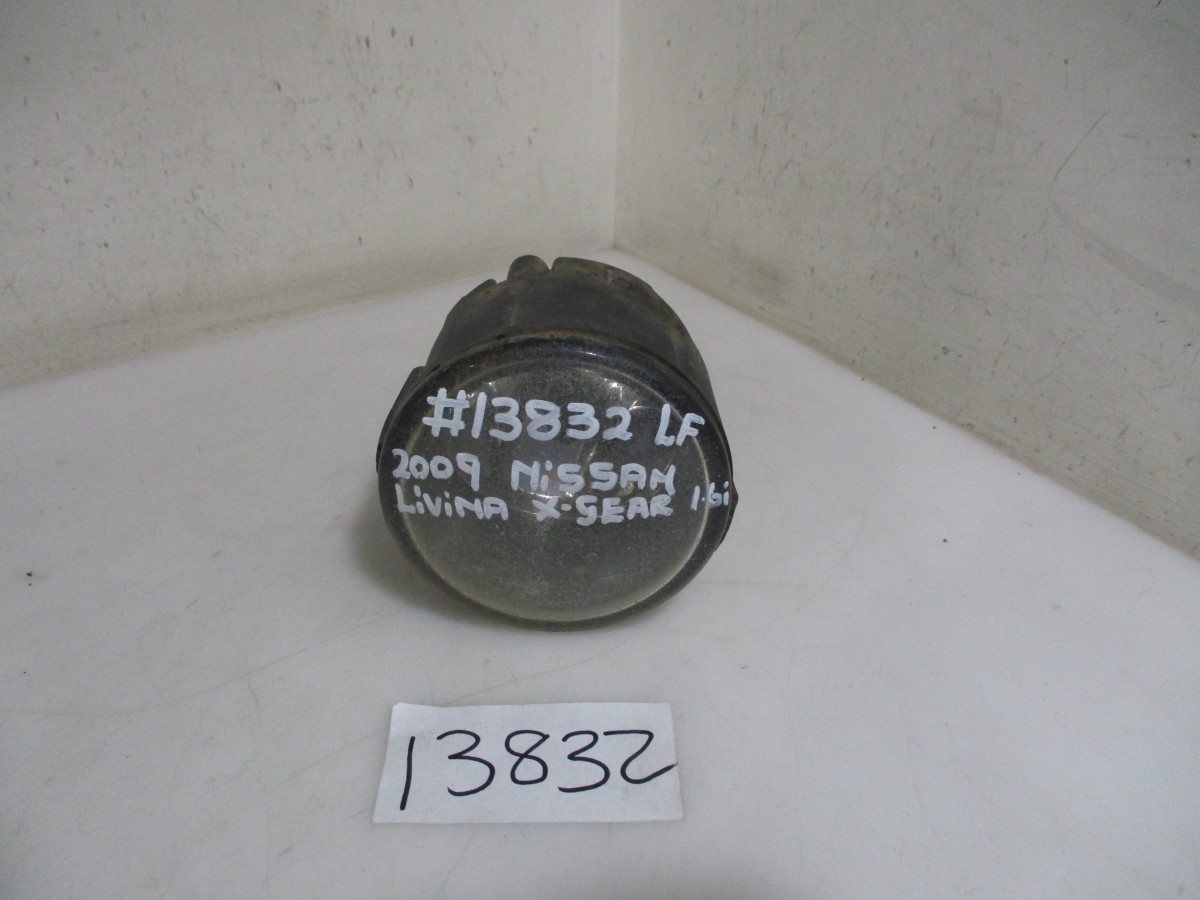 #13832 LF
2009 NiSSAN
LiViNA X-GEAR 1.6i
13832